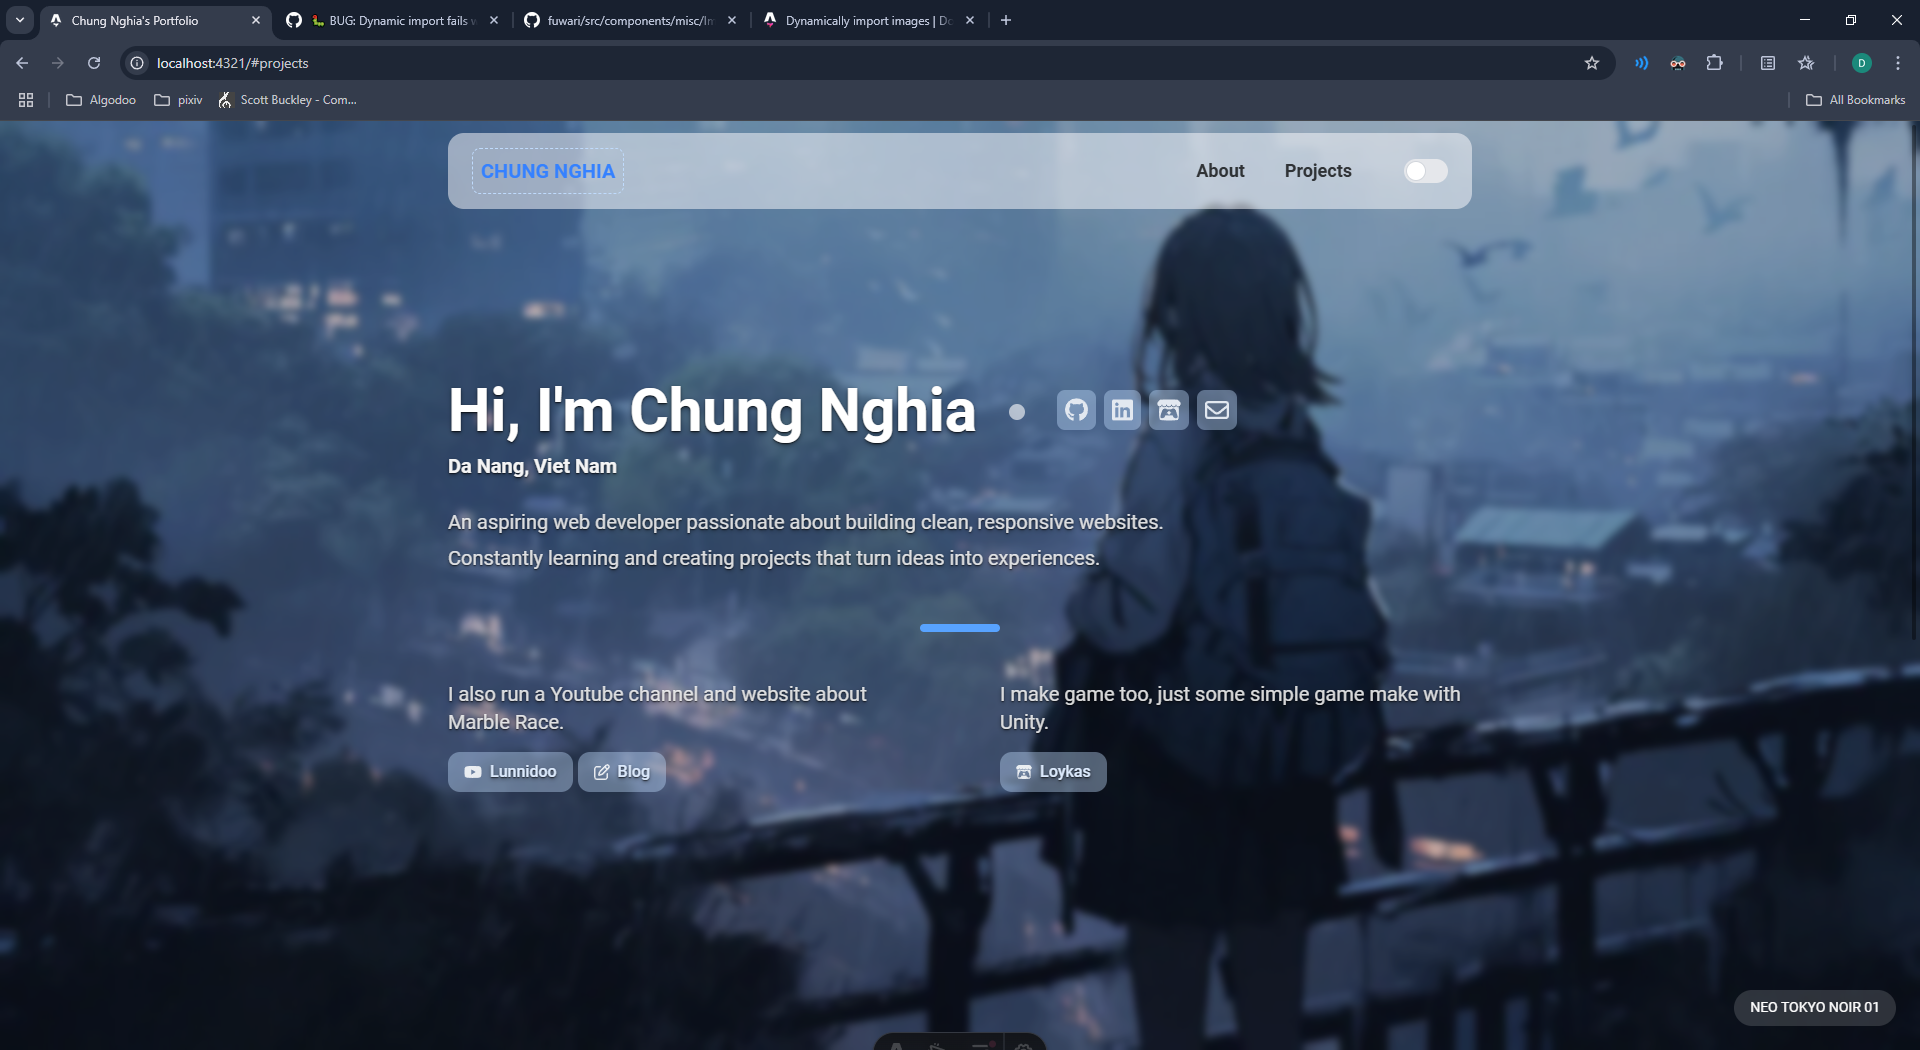 Chung Nghia's Portfolio
BUG: Dynamic import fails w
fuwari/src/components/misc/Im
Dynamically import images | Do
localhost:4321/#projects
D
Algodoo
pixiv
Scott Buckley - Com...
All Bookmarks
CHUNG NGHIA
About
Projects
Hi, I'm Chung Nghia
Da Nang, Viet Nam
An aspiring web developer passionate about building clean, responsive websites.
Constantly learning and creating projects that turn ideas into experiences.
I also run a Youtube channel and website about
Marble Race.
Lunnidoo
Blog
I make game too, just some simple game make with
Unity.
Loykas
NEO TOKYO NOIR 01